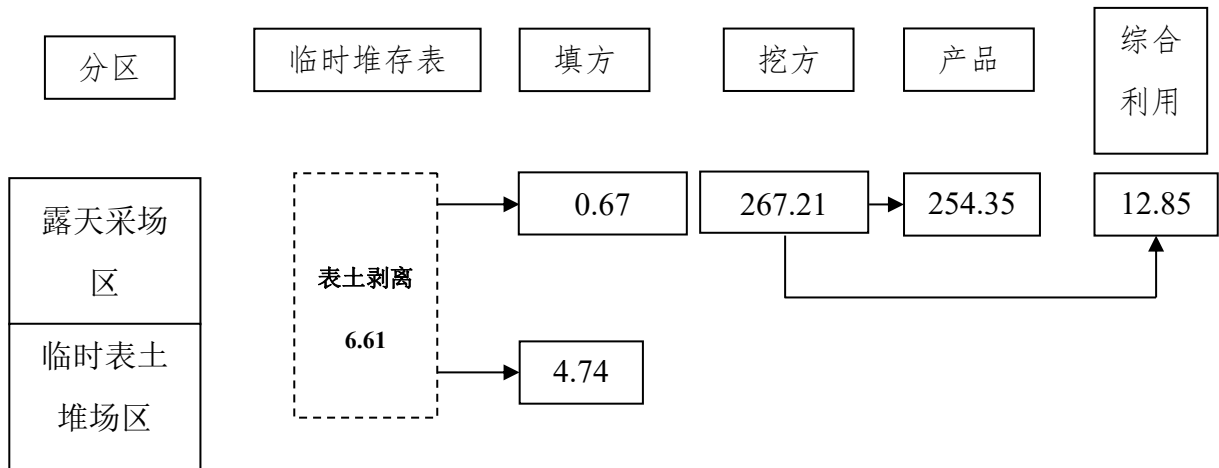 分区
临时堆存表
填方
挖方
产品
综合
利用
露天采场
区
表土剥离
6.61
0.67
267.21
254.35
12.85
临时表土
堆场区
4.74